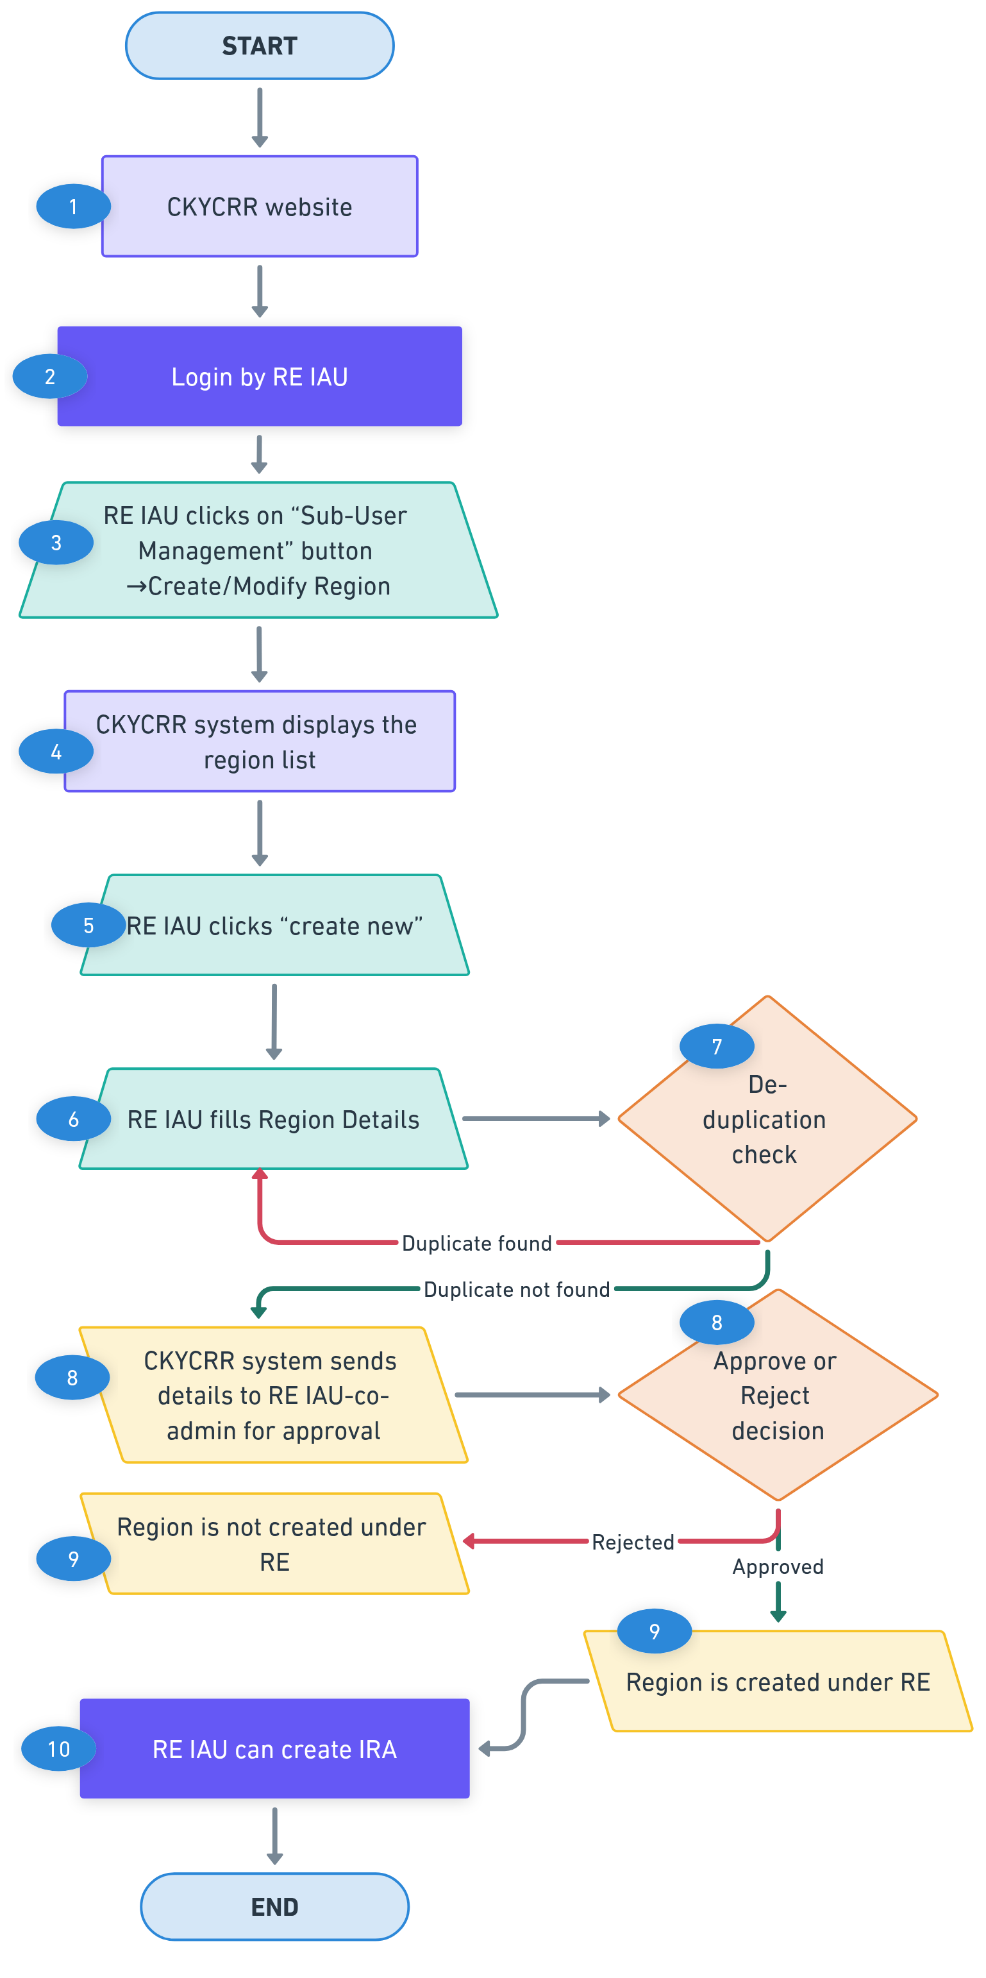 START
1
CKYCRR website
2
Login by RE IAU
3
RE IAU clicks on “Sub-User
Management” button
→Create/Modify Region
4
CKYCRR system displays the
region list
5
RE IAU clicks “create new”
6
RE IAU fills Region Details
7
De-
duplication
check
Duplicate found
Duplicate not found
8
CKYCRR system sends
details to RE IAU-co-
admin for approval
8
Approve or
Reject
decision
Rejected
Approved
9
Region is not created under
RE
9
Region is created under RE
10
RE IAU can create IRA
END